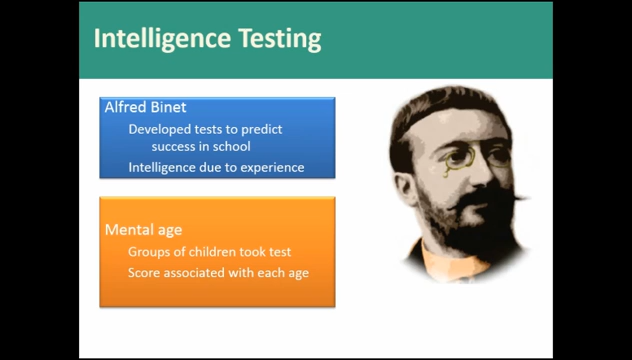 Intelligence Testing
Alfred Binet
Developed tests to predict
success in school
Intelligence due to experience
Mental age
Groups of children took test
Score associated with each age